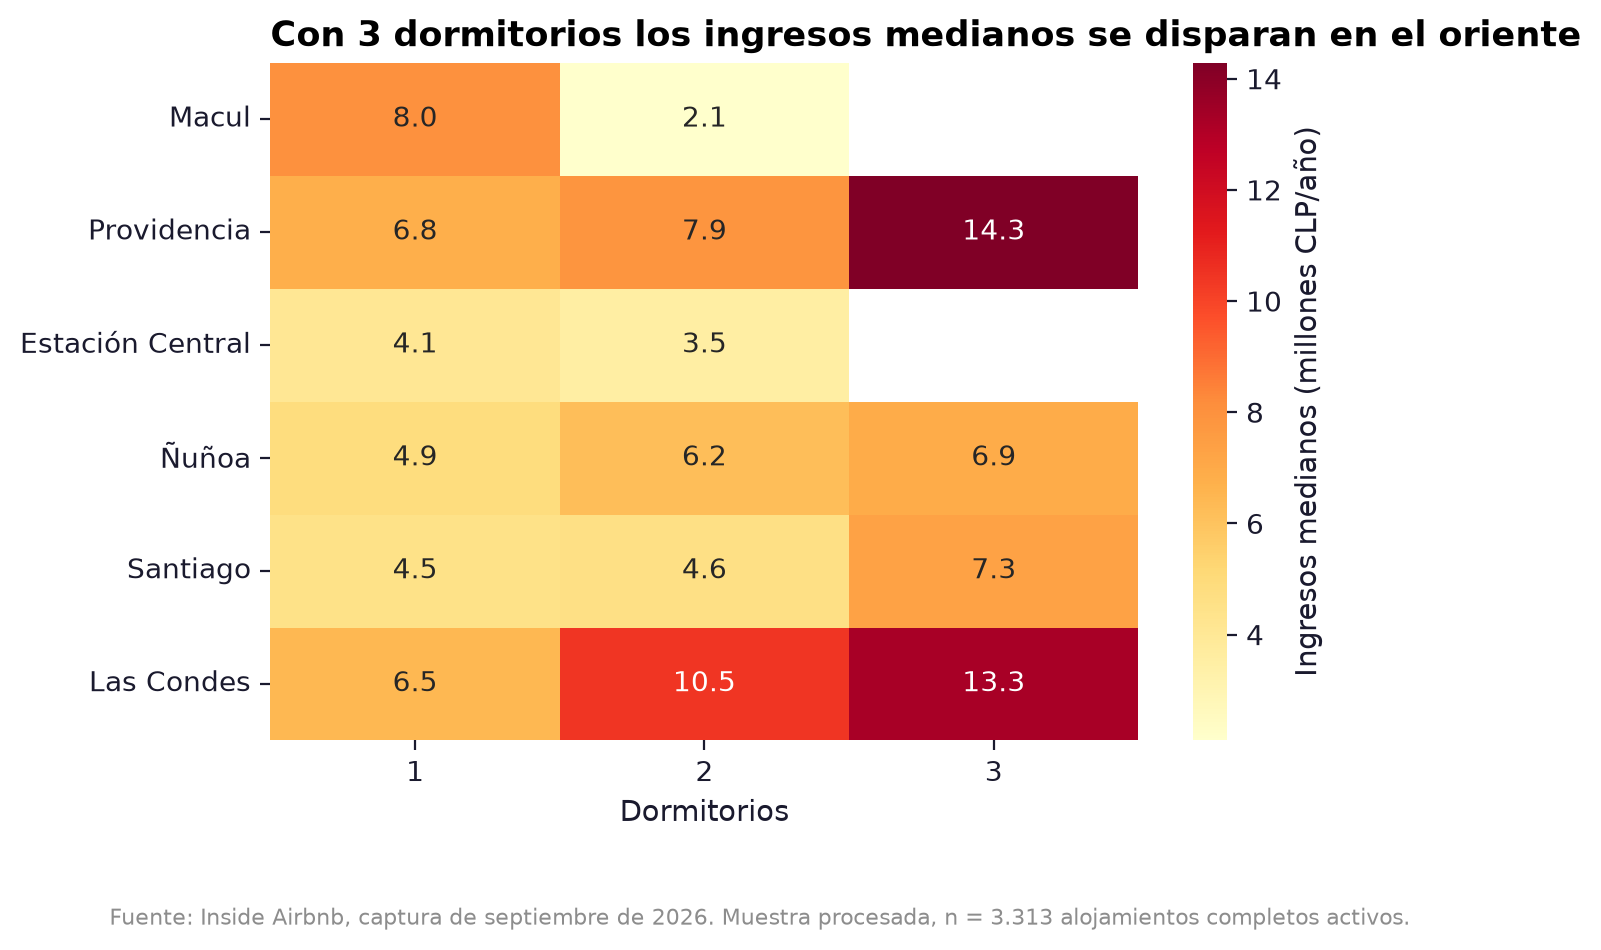 Con 3 dormitorios los ingresos medianos se disparan en el oriente
Macul 8.0 2.1
Providencia 6.8 7.9 14.3
Estación Central 4.1 3.5
Ñuñoa 4.9 6.2 6.9
Santiago 4.5 4.6 7.3
Las Condes 6.5 10.5 13.3
1 2 3
Dormitorios
14
12
10
8
6
4
Ingresos medianos (millones CLP/año)
Fuente: Inside Airbnb, captura de septiembre de 2026. Muestra procesada, n = 3.313 alojamientos completos activos.